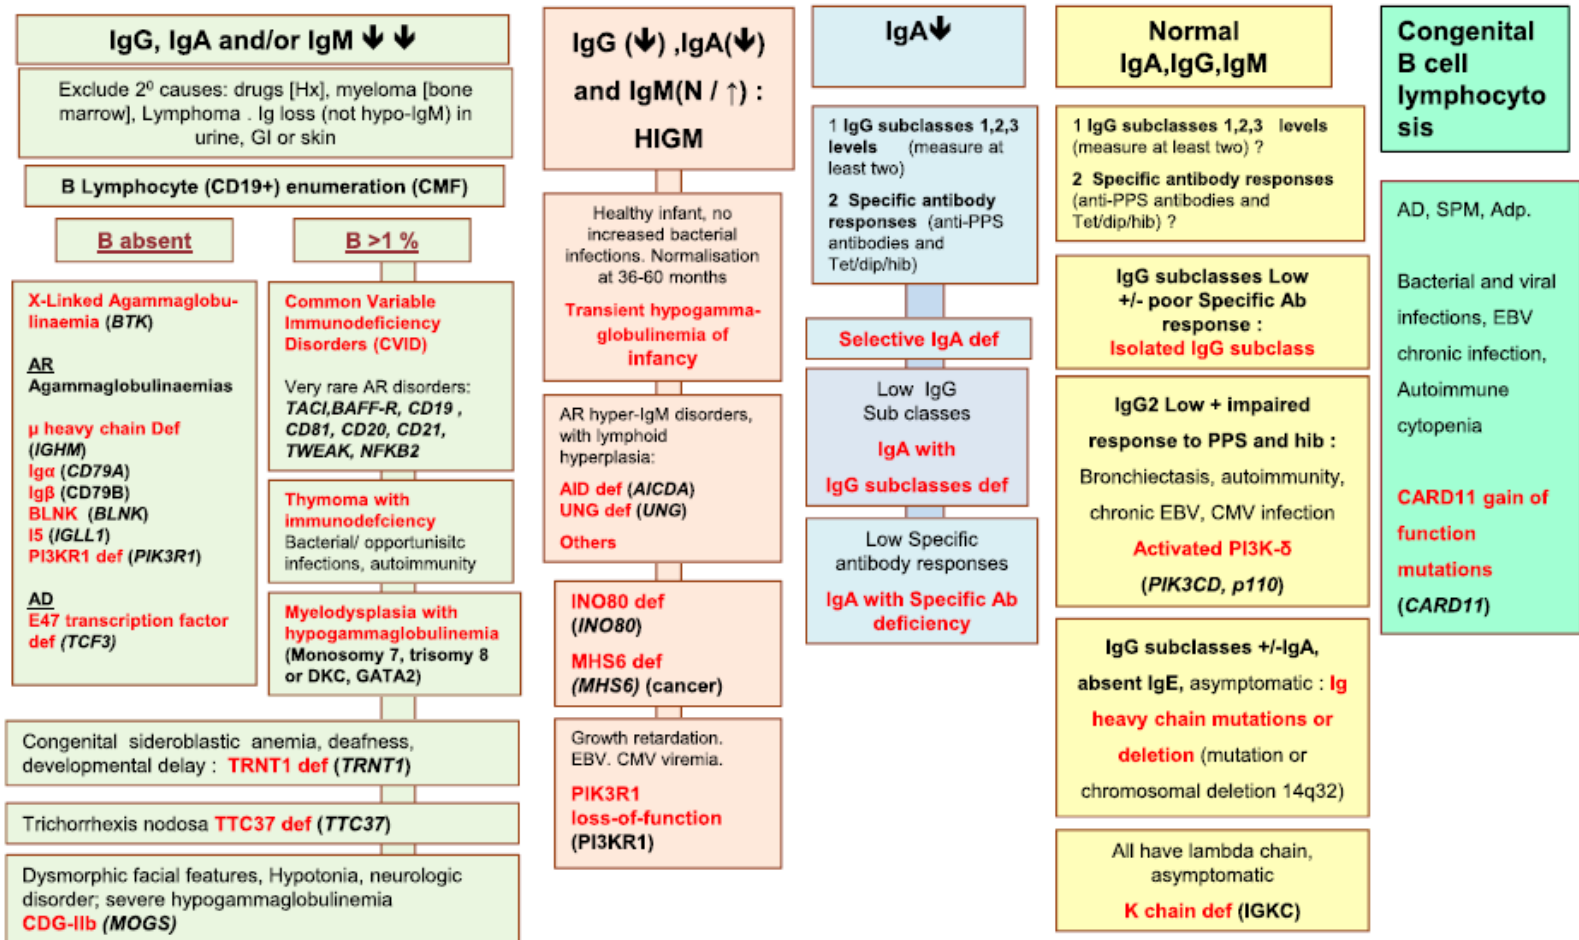 IgG, IgA and/or IgM 🡻 🡻
Exclude 2⁰ causes: drugs [Hx], myeloma [bone
marrow], Lymphoma . Ig loss (not hypo-IgM) in
urine, GI or skin
B Lymphocyte (CD19+) enumeration (CMF)
B absent
X-Linked Agammaglobu-
linaemia (BTK)
AR
Agammaglobulinaemias
µ heavy chain Def
(IGHM)
Igα (CD79A)
Igβ (CD79B)
BLNK (BLNK)
I5 (IGLL1)
PI3KR1 def (PIK3R1)
AD
E47 transcription factor
def (TCF3)
B >1 %
Common Variable
Immunodeficiency
Disorders (CVID)
Very rare AR disorders:
TACI,BAFF-R, CD19 ,
CD81, CD20, CD21,
TWEAK, NFKB2
Thymoma with
immunodefciency
Bacterial/ opportunisitc
infections, autoimmunity
Myelodysplasia with
hypogammaglobulinemia
(Monosomy 7, trisomy 8
or DKC, GATA2)
Congenital sideroblastic anemia, deafness,
developmental delay : TRNT1 def (TRNT1)
Trichorrhexis nodosa TTC37 def (TTC37)
Dysmorphic facial features, Hypotonia, neurologic
disorder; severe hypogammaglobulinemia
CDG-IIb (MOGS)
IgG (🡻) ,IgA(🡻)
and IgM(N / ↑) :
HIGM
Healthy infant, no
increased bacterial
infections. Normalisation
at 36-60 months
Transient hypogamma-
globulinemia of
infancy
AR hyper-IgM disorders,
with lymphoid
hyperplasia:
AID def (AICDA)
UNG def (UNG)
Others
INO80 def
(INO80)
MHS6 def
(MHS6) (cancer)
Growth retardation.
EBV. CMV viremia.
PIK3R1
loss-of-function
(PI3KR1)
IgA🡻
1 IgG subclasses 1,2,3
levels (measure at
least two)
2 Specific antibody
responses (anti-PPS
antibodies and
Tet/dip/hib)
Selective IgA def
Low IgG
Sub classes
IgA with
IgG subclasses def
Low Specific
antibody responses
IgA with Specific Ab
deficiency
Normal
IgA,IgG,IgM
1 IgG subclasses 1,2,3 levels
(measure at least two) ?
2 Specific antibody responses
(anti-PPS antibodies and
Tet/dip/hib) ?
IgG subclasses Low
+/- poor Specific Ab
response :
Isolated IgG subclass
IgG2 Low + impaired
response to PPS and hib :
Bronchiectasis, autoimmunity,
chronic EBV, CMV infection
Activated PI3K-δ
(PIK3CD, p110)
IgG subclasses +/-IgA,
absent IgE, asymptomatic : Ig
heavy chain mutations or
deletion (mutation or
chromosomal deletion 14q32)
All have lambda chain,
asymptomatic
K chain def (IGKC)
Congenital
B cell
lymphocyto
sis
AD, SPM, Adp.
Bacterial and viral
infections, EBV
chronic infection,
Autoimmune
cytopenia
CARD11 gain of
function
mutations
(CARD11)